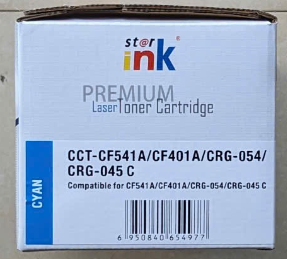 st@r
ink
PREMIUM
Laser Toner Cartridge
CCT-CF541A/CF401A/CRG-054/
CRG-045 C
Compatible for CF541A/CF401A/CRG-054/CRG-045 C
CYAN
6 950840 654977